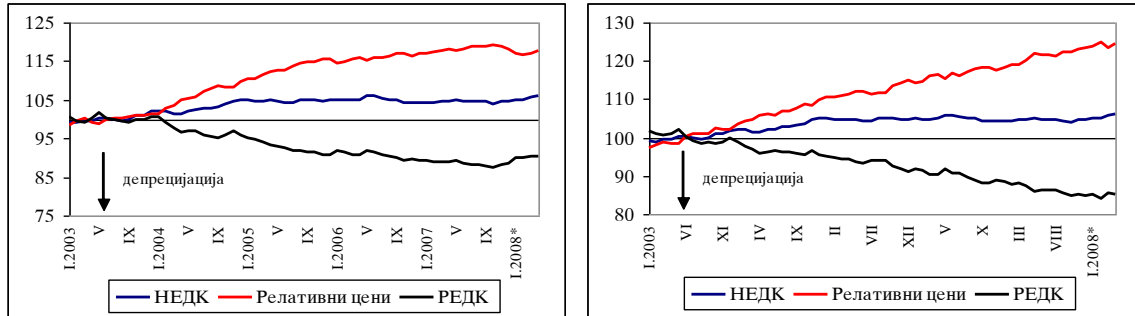 125
115
105
95
85
75
депрецијација
I.2003
V
IX
I.2004
V
IX
I.2005
V
IX
I.2006
V
IX
I.2007
V
IX
I.2008*
НЕДК Релативни цени РЕДК
130
120
110
100
90
80
депрецијација
I.2003
VI
XI
IV
IX
II
VII
XII
V
X
III
VIII
I.2008*
НЕДК Релативни цени РЕДК